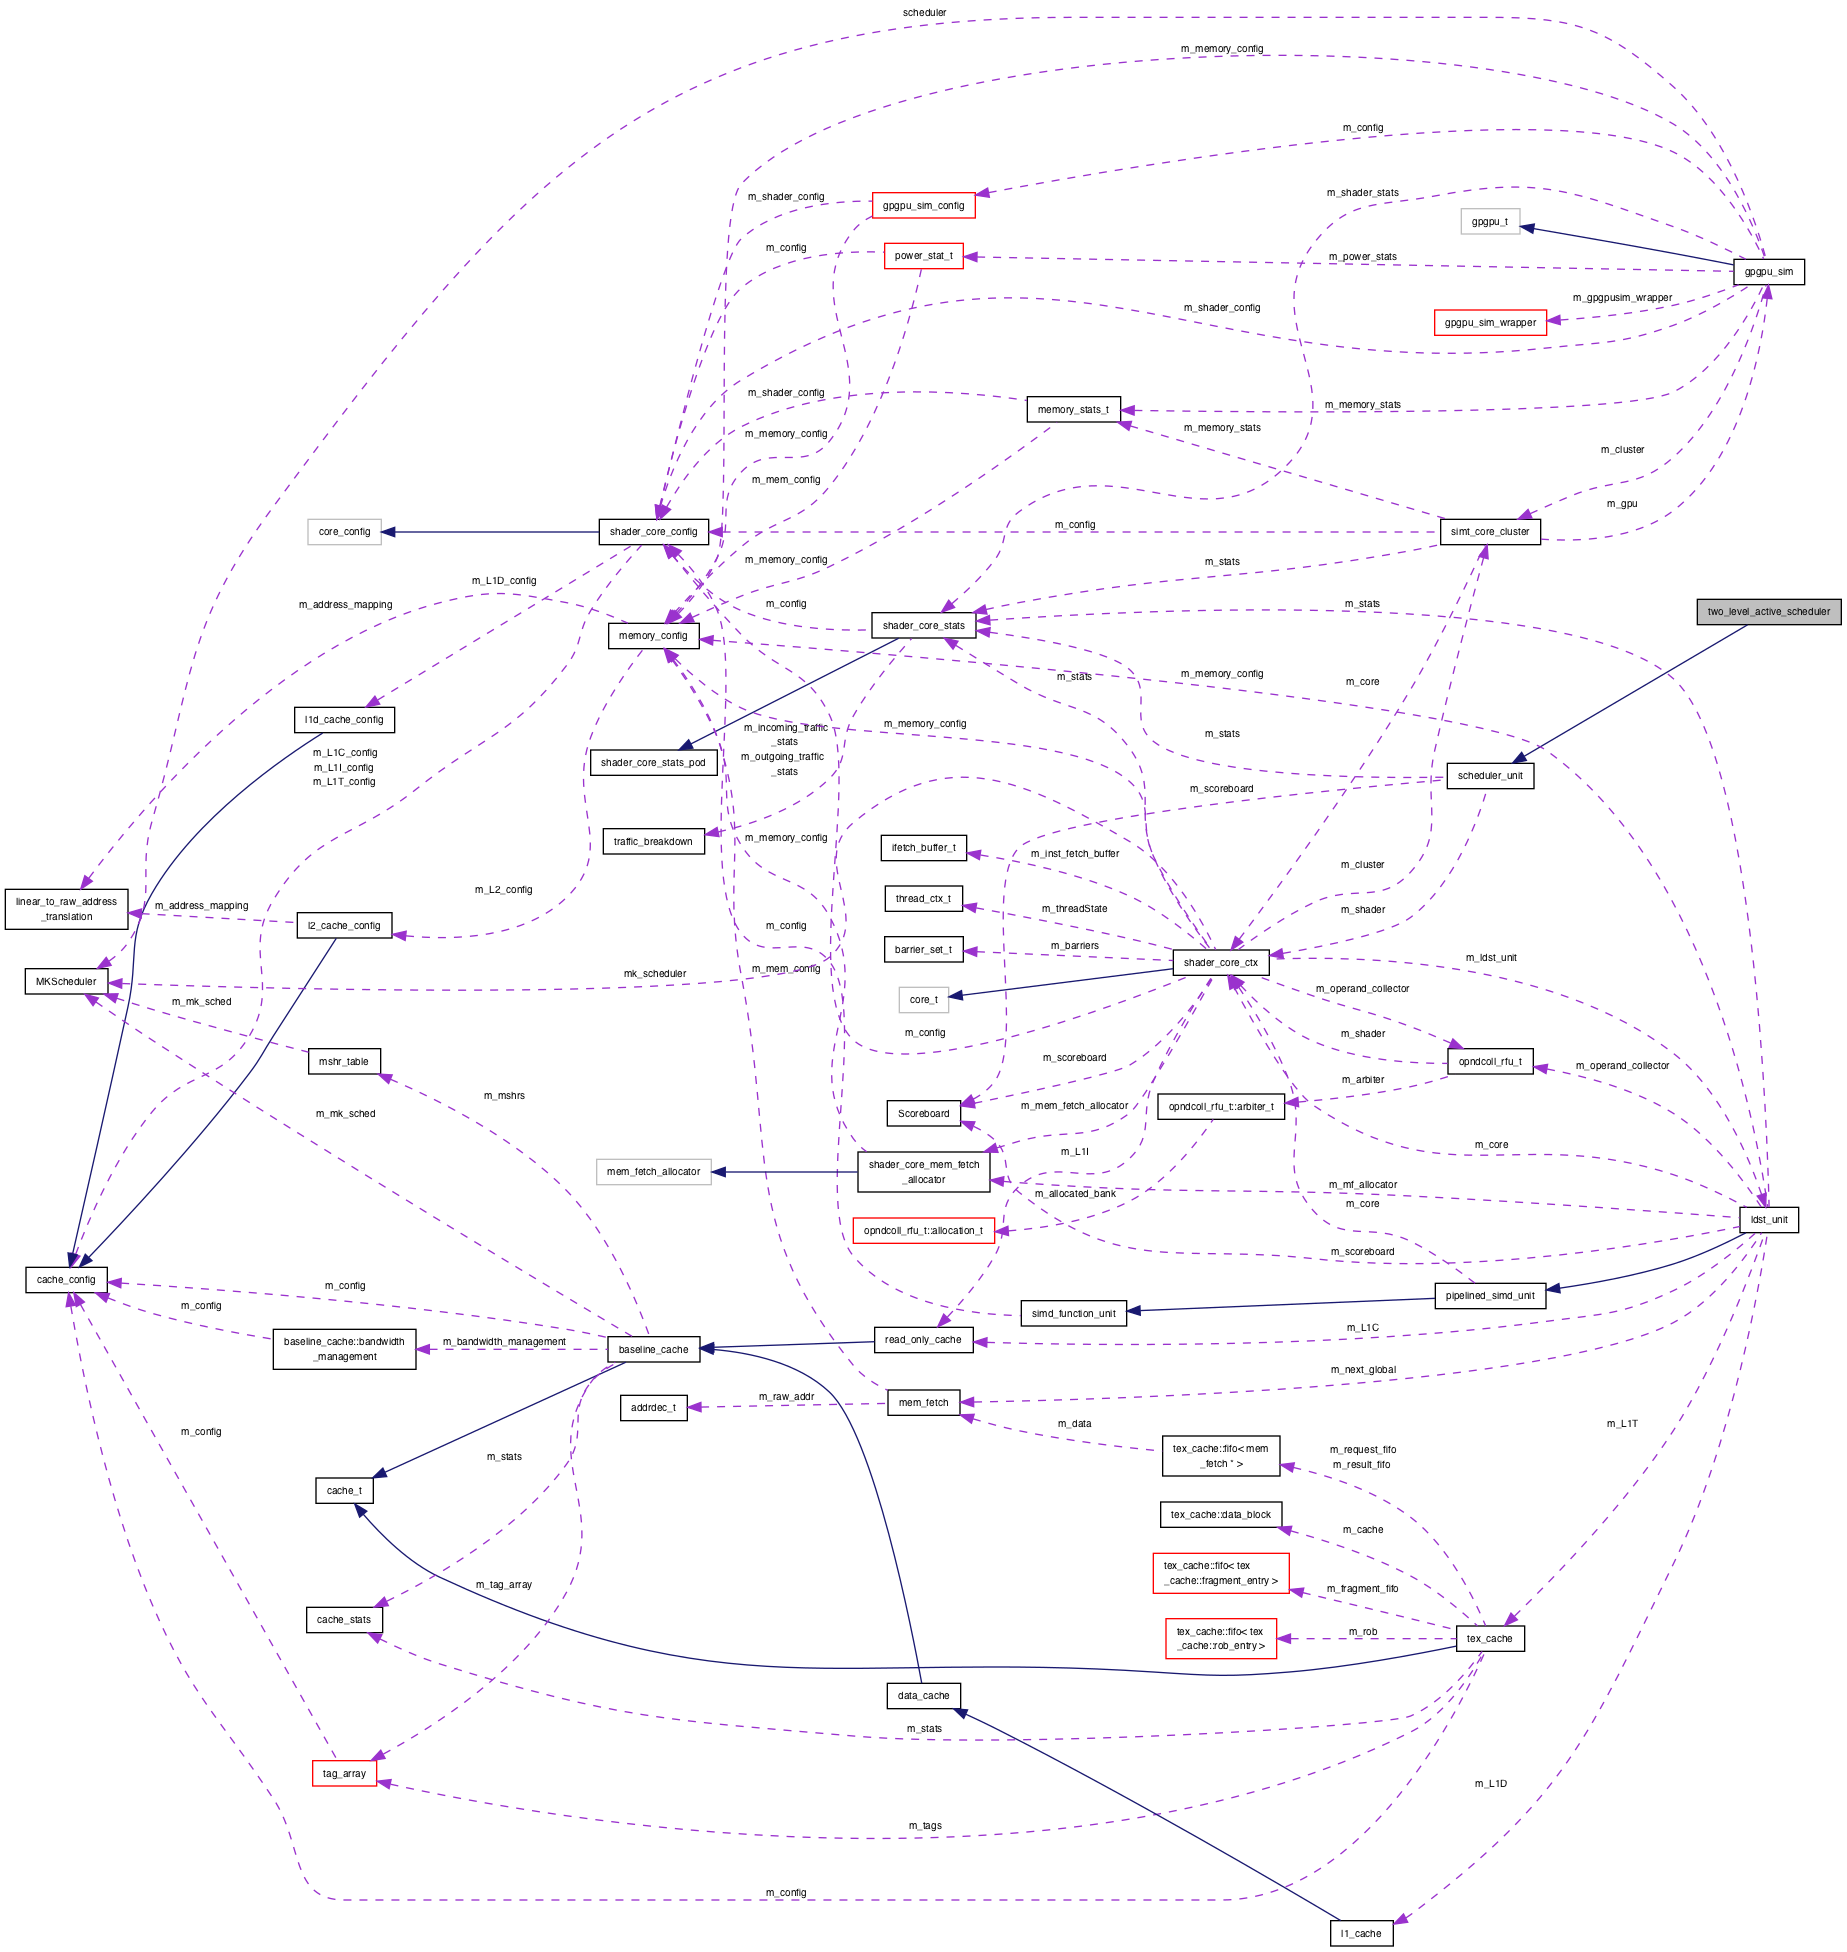 scheduler
m_memory_config
m_config
m_shader_config
gpgpu_sim_config
m_shader_stats
gpgpu_t
m_config
power_stat_t
m_power_stats
gpgpu_sim
m_shader_config
m_gpgpusim_wrapper
gpgpu_sim_wrapper
m_shader_config
memory_stats_t
m_memory_stats
m_memory_config
m_memory_stats
m_mem_config
m_cluster
m_gpu
core_config
shader_core_config
m_config
simt_core_cluster
m_memory_config
m_stats
m_L1D_config
m_address_mapping
m_config
m_stats
two_level_active_scheduler
memory_config
shader_core_stats
m_stats
m_memory_config
m_core
l1d_cache_config
m_incoming_traffic
_stats
m_outgoing_traffic
_stats
m_memory_config
m_stats
m_L1C_config
m_L1I_config
m_L1T_config
shader_core_stats_pod
scheduler_unit
m_scoreboard
traffic_breakdown
m_memory_config
ifetch_buffer_t
m_inst_fetch_buffer
m_cluster
linear_to_raw_address
_translation
m_address_mapping
m_L2_config
l2_cache_config
thread_ctx_t
m_threadState
m_shader
m_config
barrier_set_t
m_barriers
shader_core_ctx
m_ldst_unit
MKScheduler
mk_scheduler
m_mem_config
m_mk_sched
core_t
m_operand_collector
m_config
m_shader
mshr_table
m_scoreboard
opndcoll_rfu_t
m_operand_collector
m_arbiter
m_mshrs
m_mk_sched
Scoreboard
m_mem_fetch_allocator
opndcoll_rfu_t::arbiter_t
m_core
m_L1I
mem_fetch_allocator
shader_core_mem_fetch
_allocator
m_mf_allocator
m_allocated_bank
m_core
opndcoll_rfu_t::allocation_t
ldst_unit
m_scoreboard
cache_config
m_config
pipelined_simd_unit
m_config
simd_function_unit
baseline_cache::bandwidth
_management
m_bandwidth_management
baseline_cache
read_only_cache
m_L1C
m_next_global
addrdec_t
m_raw_addr
mem_fetch
m_config
m_data
m_L1T
m_stats
tex_cache::fifo< mem
_fetch * >
m_request_fifo
m_result_fifo
cache_t
tex_cache::data_block
m_cache
tex_cache::fifo< tex
_cache::fragment_entry >
m_tag_array
m_fragment_fifo
cache_stats
tex_cache::fifo< tex
_cache::rob_entry >
m_rob
tex_cache
data_cache
m_stats
tag_array
m_L1D
m_tags
m_config
l1_cache